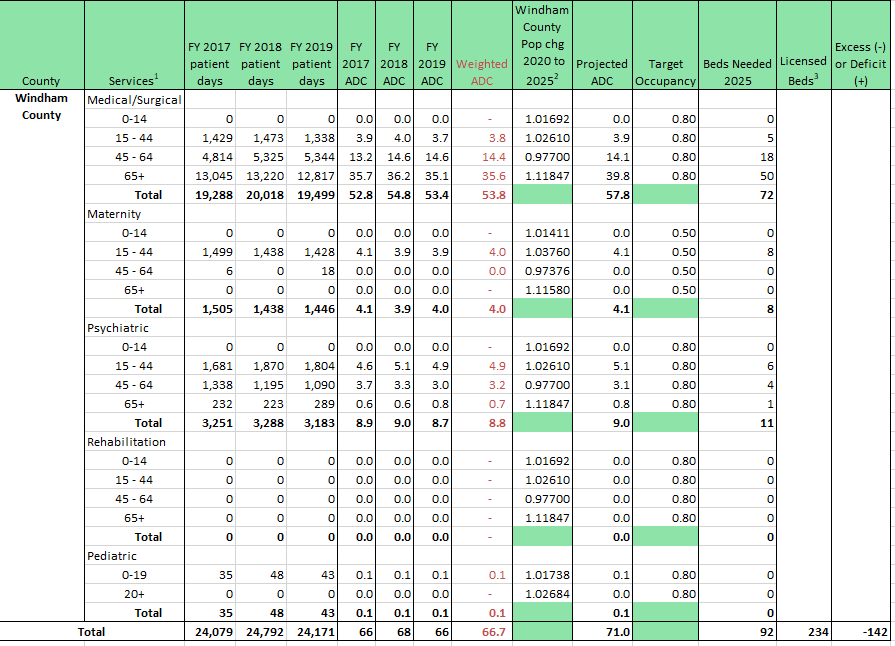 County Services1 FY 2017 patient days FY 2018 patient days FY 2019 patient days FY 2017 ADC FY 2018 ADC FY 2019 ADC Weighted ADC Windham County Pop chg 2020 to 20252 Projected ADC Target Occupancy Beds Needed 2025 Licensed Beds3 Excess (-) or Deficit (+)
Windham County
Medical/Surgical
0-14 0 0 0 0.0 0.0 0.0 - 1.01692 0.0 0.80 0
15 - 44 1,429 1,473 1,338 3.9 4.0 3.7 3.8 1.02610 3.9 0.80 5
45 - 64 4,814 5,325 5,344 13.2 14.6 14.6 14.4 0.97700 14.1 0.80 18
65+ 13,045 13,220 12,817 35.7 36.2 35.1 35.6 1.11847 39.8 0.80 50
Total 19,288 20,018 19,499 52.8 54.8 53.4 53.8 57.8 72
Maternity
0-14 0 0 0 0.0 0.0 0.0 - 1.01411 0.0 0.50 0
15 - 44 1,499 1,438 1,428 4.1 3.9 3.9 4.0 1.03760 4.1 0.50 8
45 - 64 6 0 18 0.0 0.0 0.0 0.0 0.97376 0.0 0.50 0
65+ 0 0 0 0.0 0.0 0.0 - 1.11580 0.0 0.50 0
Total 1,505 1,438 1,446 4.1 3.9 4.0 4.0 4.1 8
Psychiatric
0-14 0 0 0 0.0 0.0 0.0 - 1.01692 0.0 0.80 0
15 - 44 1,681 1,870 1,804 4.6 5.1 4.9 4.9 1.02610 5.1 0.80 6
45 - 64 1,338 1,195 1,090 3.7 3.3 3.0 3.2 0.97700 3.1 0.80 4
65+ 232 223 289 0.6 0.6 0.8 0.7 1.11847 0.8 0.80 1
Total 3,251 3,288 3,183 8.9 9.0 8.7 8.8 9.0 11
Rehabilitation
0-14 0 0 0 0.0 0.0 0.0 - 1.01692 0.0 0.80 0
15 - 44 0 0 0 0.0 0.0 0.0 - 1.02610 0.0 0.80 0
45 - 64 0 0 0 0.0 0.0 0.0 - 0.97700 0.0 0.80 0
65+ 0 0 0 0.0 0.0 0.0 - 1.11847 0.0 0.80 0
Total 0 0 0 0.0 0.0 0.0 - 0.0 0
Pediatric
0-19 35 48 43 0.1 0.1 0.1 0.1 1.01738 0.1 0.80 0
20+ 0 0 0 0.0 0.0 0.0 - 1.02684 0.0 0.80 0
Total 35 48 43 0.1 0.1 0.1 0.1 0.1 0
Total 24,079 24,792 24,171 66 68 66 66.7 71.0 92 234 -142